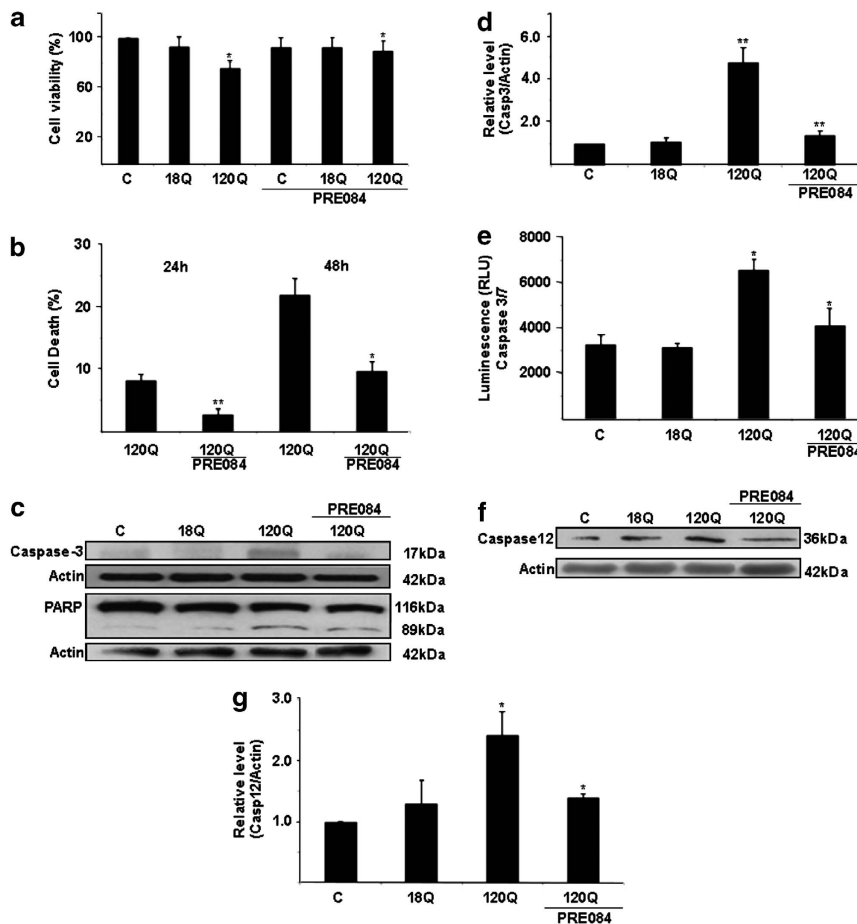 a
Cell viability (%)
100
60
20
*
*
C 18Q 120Q C 18Q 120Q
PRE084
b
Cell Death (%)
30
20
10
24h 48h
**
*
120Q 120Q 120Q 120Q
PRE084 PRE084
c
PRE084
C 18Q 120Q 120Q
Caspase-3 17kDa
Actin 42kDa
PARP 116kDa
89kDa
Actin 42kDa
d
Relative level
(Casp3/Actin)
6.0
4.0
2.0
**
**
C 18Q 120Q 120Q
PRE084
e
Luminescence (RLU)
Caspase 3/7
8000
6000
4000
2000
*
*
C 18Q 120Q 120Q
PRE084
f
PRE084
C 18Q 120Q 120Q
Caspase12 36kDa
Actin 42kDa
g
Relative level
(Casp12/Actin)
3.0
2.0
1.0
*
*
C 18Q 120Q 120Q
PRE084